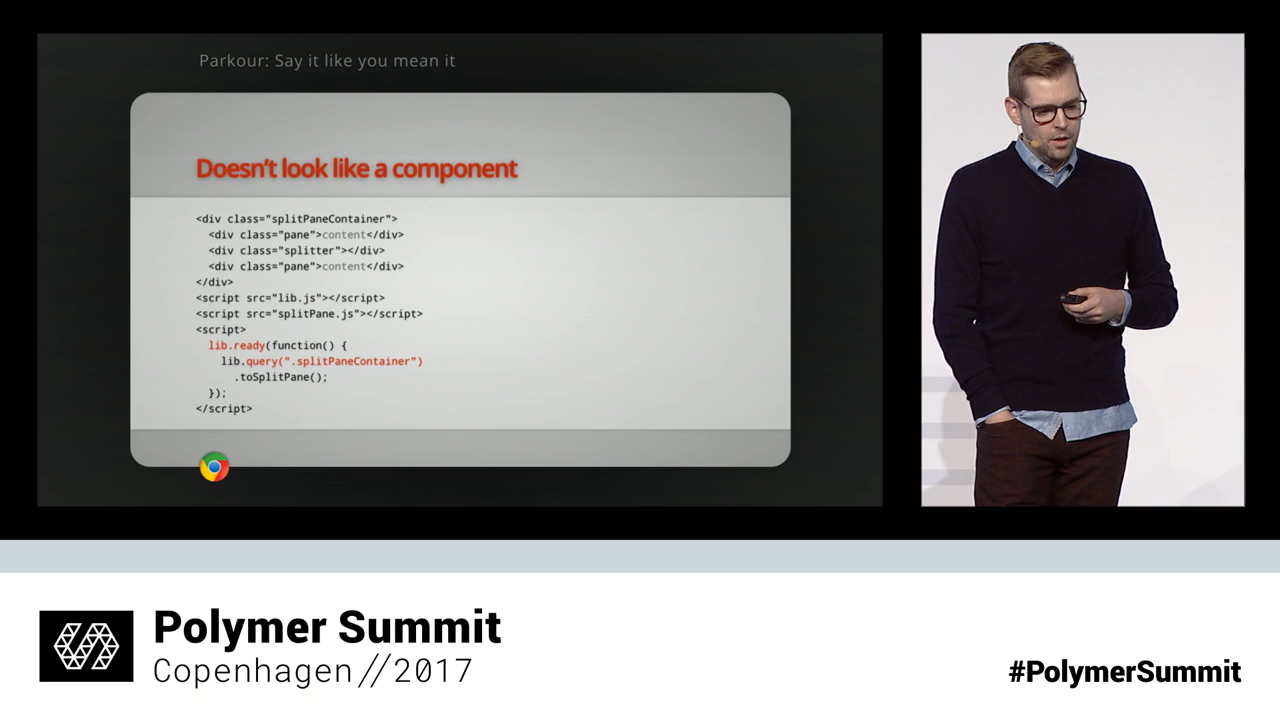 Parkour: Say it like you mean it
Doesn't look like a component
<div class="splitPaneContainer">
  <div class="pane">content</div>
  <div class="splitter"></div>
  <div class="pane">content</div>
</div>
<script src="lib.js"></script>
<script src="splitPane.js"></script>
<script>
  lib.ready(function() {
    lib.query(".splitPaneContainer")
      .toSplitPane();
  });
</script>
Polymer Summit
Copenhagen//2017
#PolymerSummit